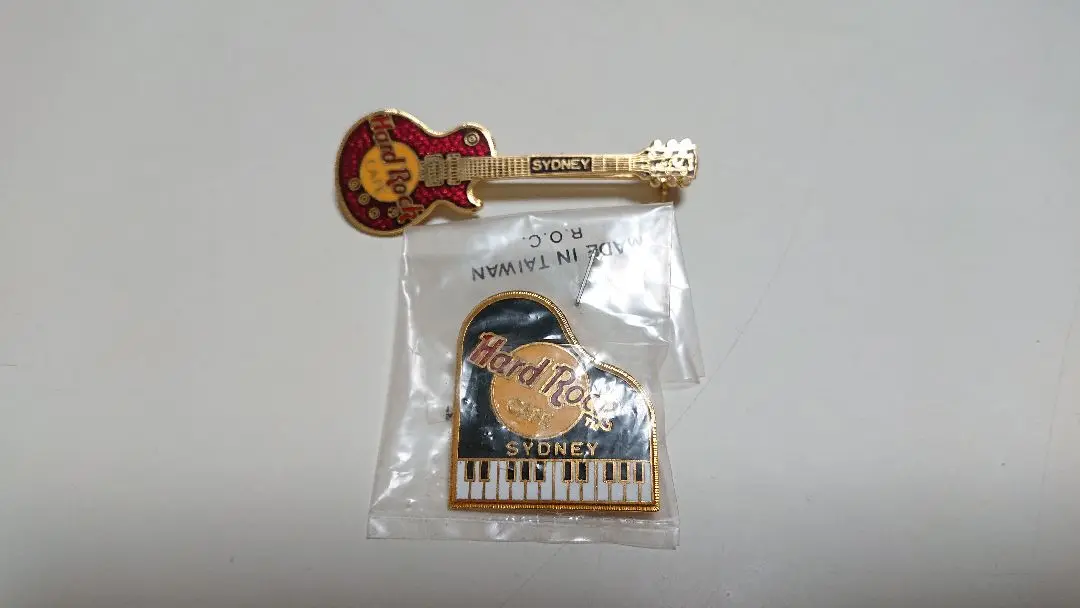 Hard Rock
CAFE
SYDNEY
MADE IN TAIWAN
R.O.C.
Hard Rock
CAFE
SYDNEY